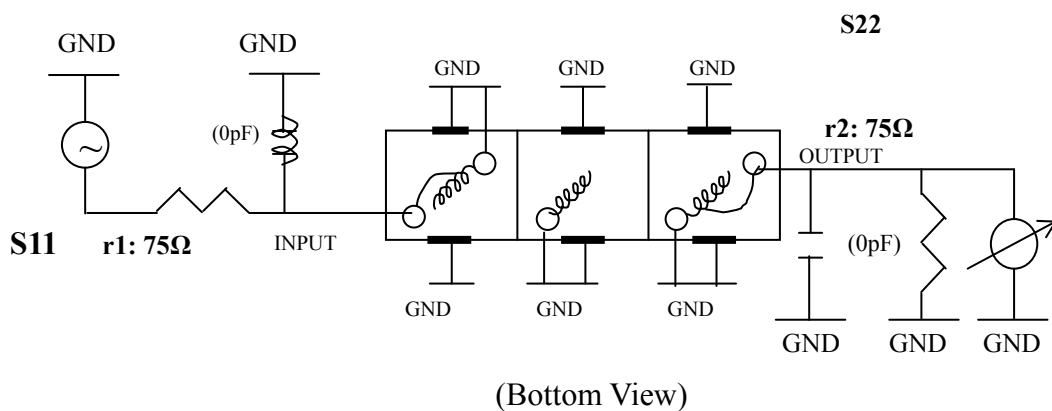 S22
GND
GND
GND
GND
GND
(0pF)
r2: 75Ω
OUTPUT
S11
r1: 75Ω
INPUT
(0pF)
GND
GND
GND
GND
GND
GND
(Bottom View)